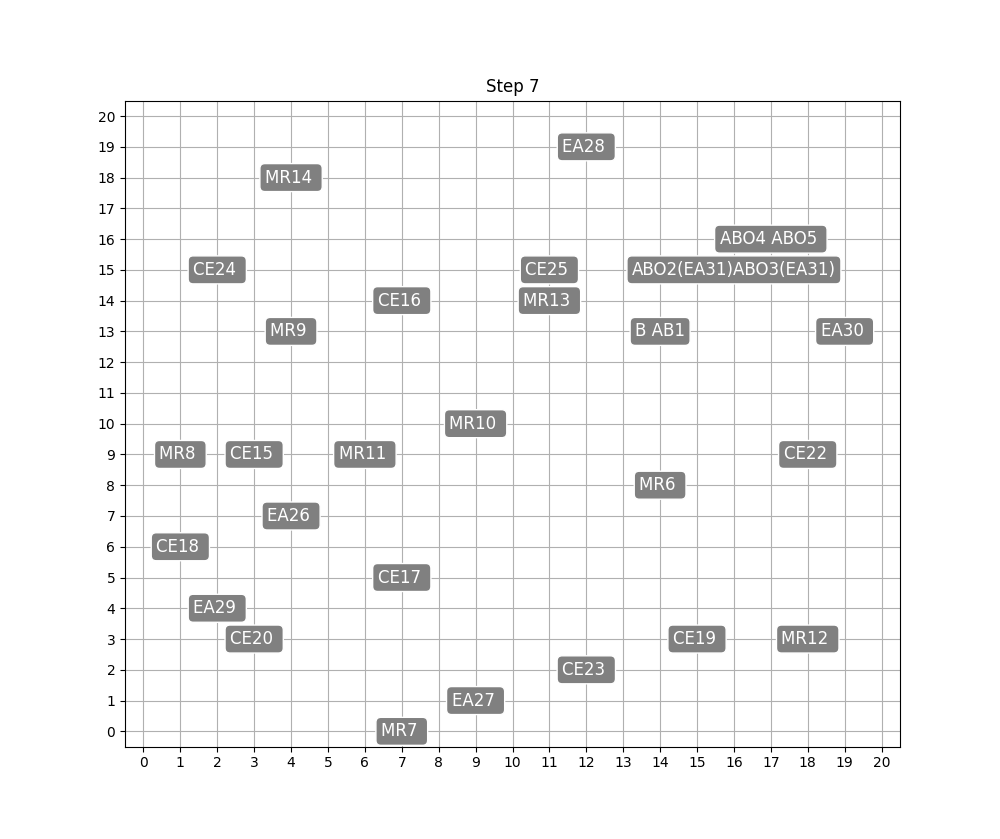 Step 7
20
19 EA28
18 MR14
17
16 ABO4 ABO5
15 CE24 CE25 ABO2(EA31)ABO3(EA31)
14 CE16 MR13
13 MR9 B AB1 EA30
12
11
10 MR10
9 MR8 CE15 MR11 CE22
8 MR6
7 EA26
6 CE18
5 CE17
4 EA29
3 CE20 CE19 MR12
2 CE23
1 EA27
0 MR7
0 1 2 3 4 5 6 7 8 9 10 11 12 13 14 15 16 17 18 19 20